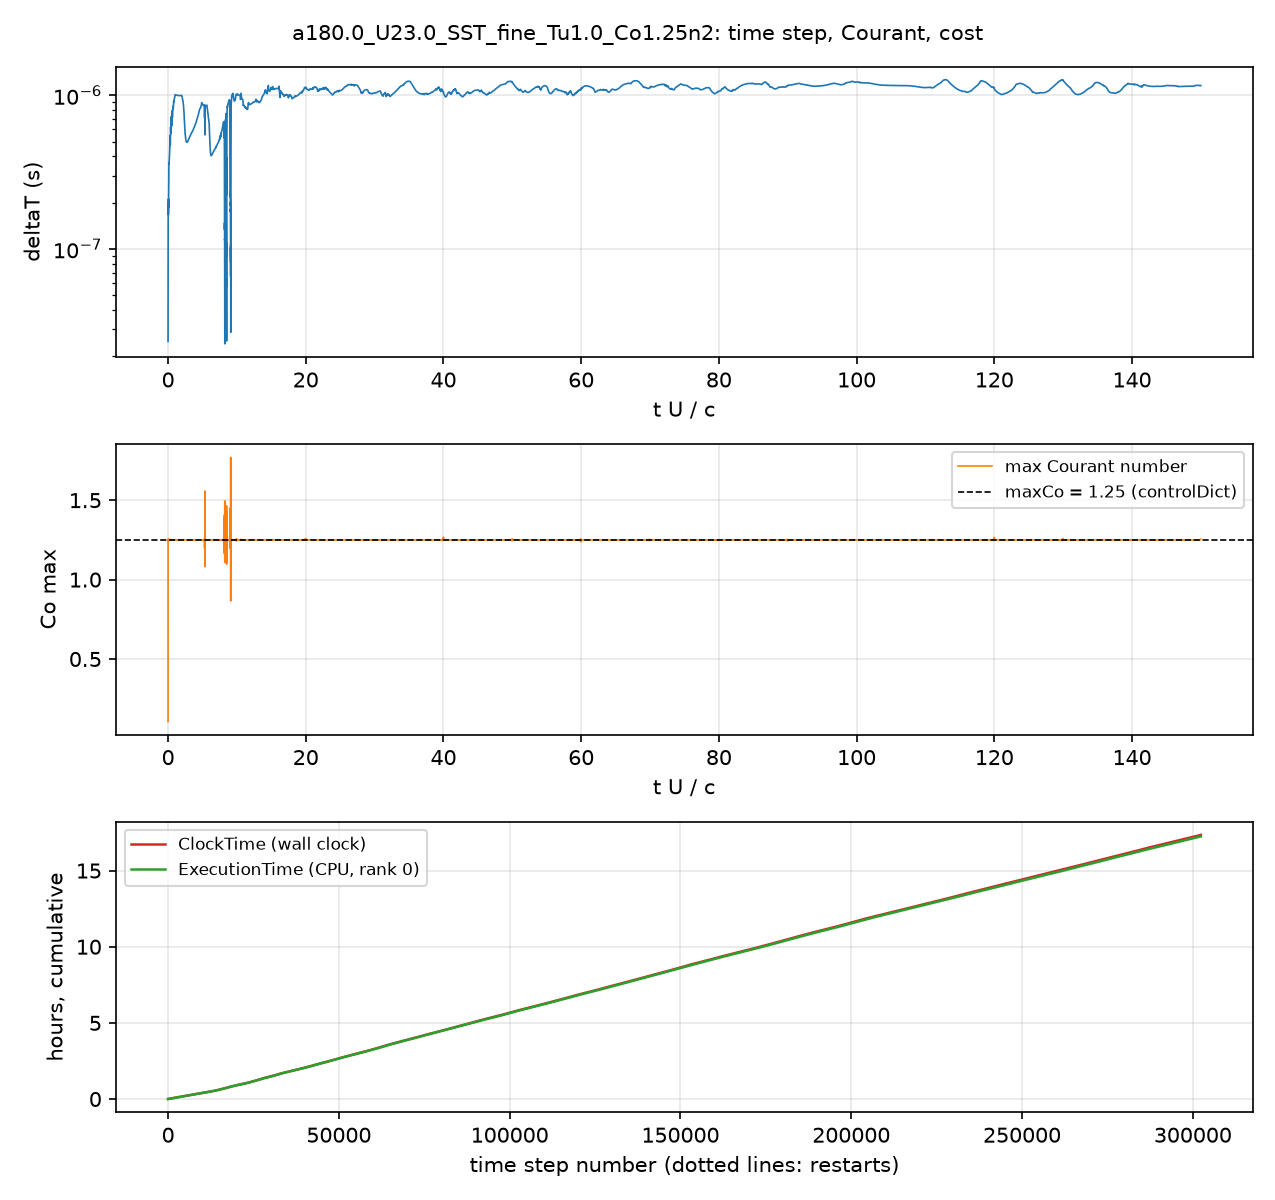 a180.0_U23.0_SST_fine_Tu1.0_Co1.25n2: time step, Courant, cost
deltaT (s)
10⁻⁶
10⁻⁷
0 20 40 60 80 100 120 140
t U / c
Co max
1.5
1.0
0.5
max Courant number
maxCo = 1.25 (controlDict)
0 20 40 60 80 100 120 140
t U / c
hours, cumulative
15
10
5
0
ClockTime (wall clock)
ExecutionTime (CPU, rank 0)
0 50000 100000 150000 200000 250000 300000
time step number (dotted lines: restarts)